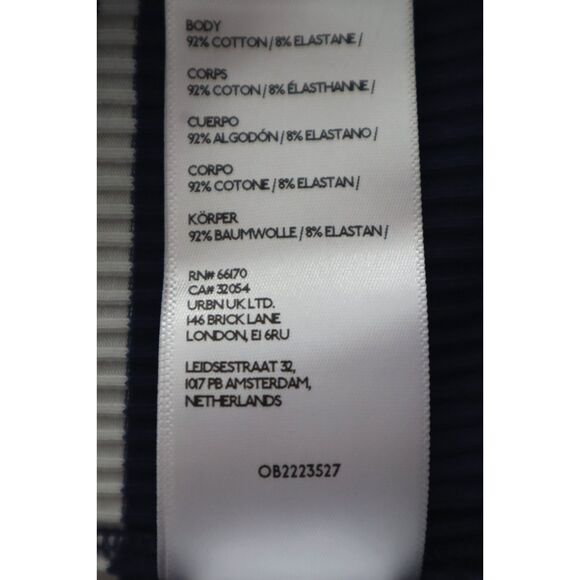 BODY
92% COTTON / 8% ELASTANE /
CORPS
92% COTON / 8% ÉLASTHANNE /
CUERPO
92% ALGODÓN / 8% ELASTANO /
CORPO
92% COTONE / 8% ELASTAN /
KÖRPER
92% BAUMWOLLE / 8% ELASTAN /
RN# 66170
CA# 32054
URBN UK LTD.
146 BRICK LANE
LONDON, E1 6RU
LEIDSESTRAAT 32,
1017 PB AMSTERDAM,
NETHERLANDS
OB2223527